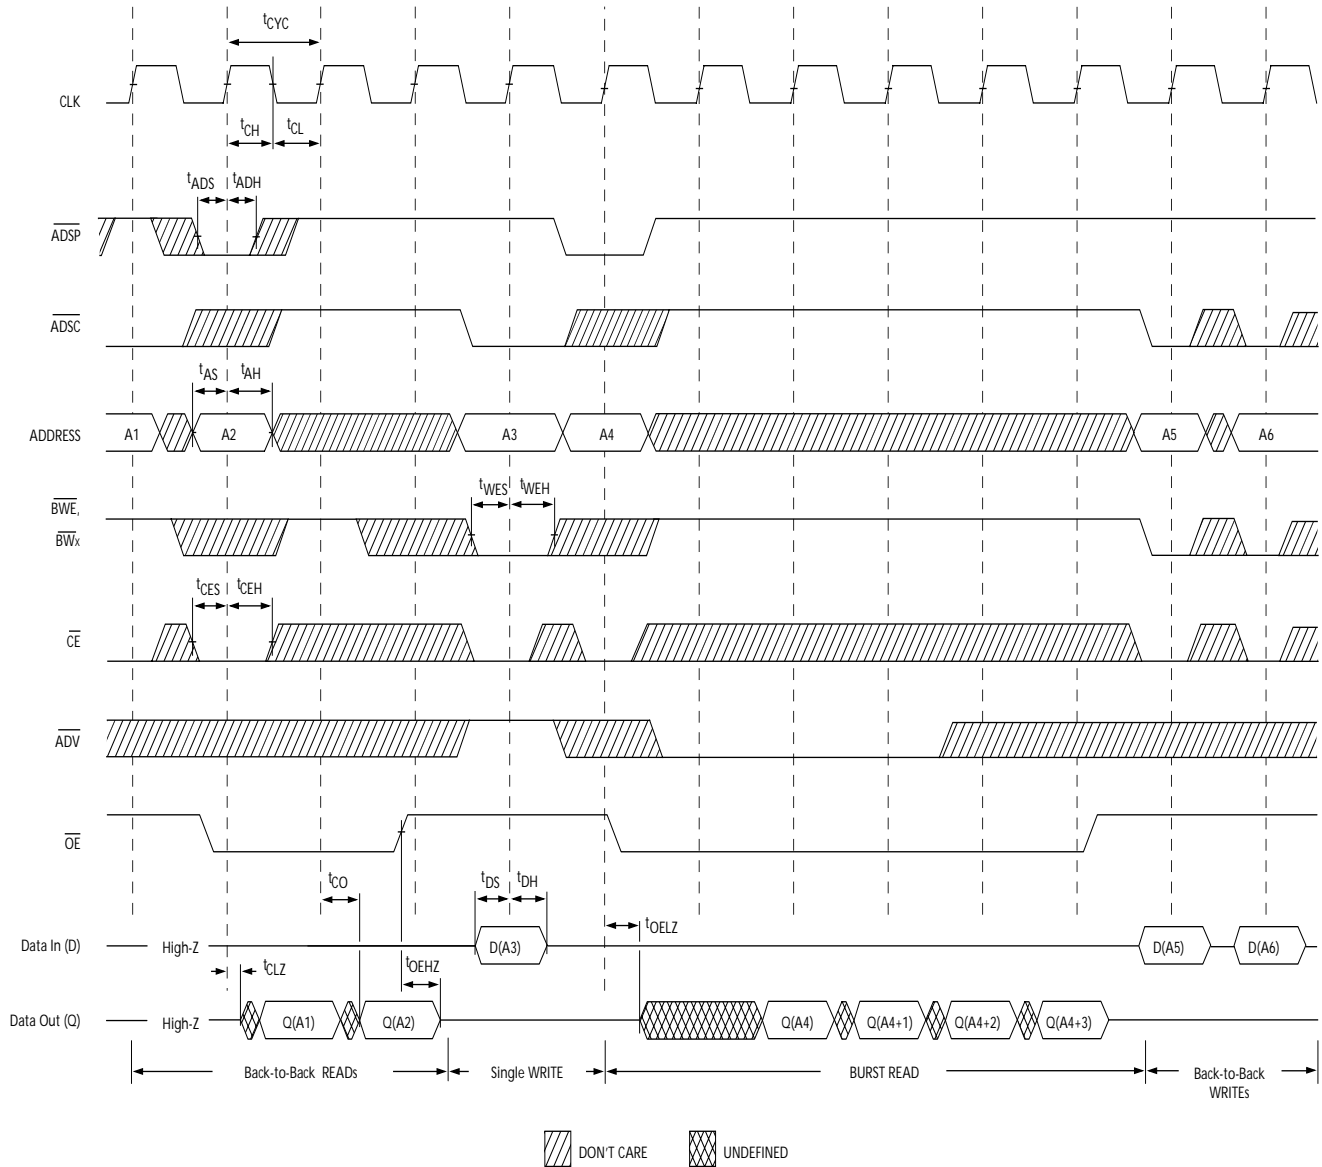 tCYC
CLK
tCH tCL
tADS tADH
ADSP
ADSC
tAS tAH
ADDRESS A1 A2 A3 A4 A5 A6
tWES tWEH
BWE,
BWx
tCES tCEH
CE
ADV
OE
tCO tDS tDH
tOELZ
Data In (D) High-Z D(A3) D(A5) D(A6)
tCLZ tOEHZ
Data Out (Q) High-Z Q(A1) Q(A2) Q(A4) Q(A4+1) Q(A4+2) Q(A4+3)
Back-to-Back READs Single WRITE BURST READ Back-to-Back
WRITEs
DON'T CARE UNDEFINED